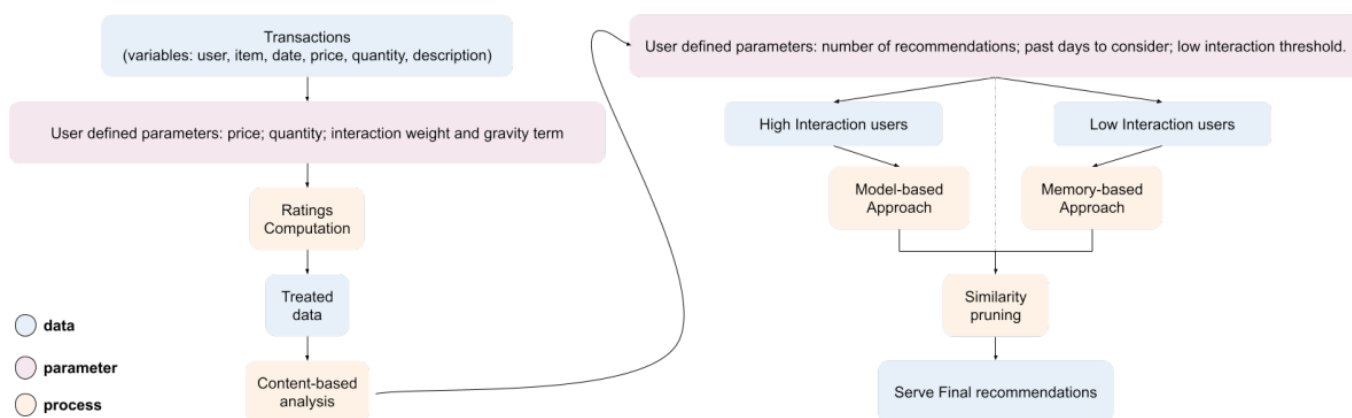 Transactions
(variables: user, item, date, price, quantity, description)
User defined parameters: price; quantity; interaction weight and gravity term
Ratings
Computation
Treated
data
Content-based
analysis
data
parameter
process
User defined parameters: number of recommendations; past days to consider; low interaction threshold.
High Interaction users
Low Interaction users
Model-based
Approach
Memory-based
Approach
Similarity
pruning
Serve Final recommendations